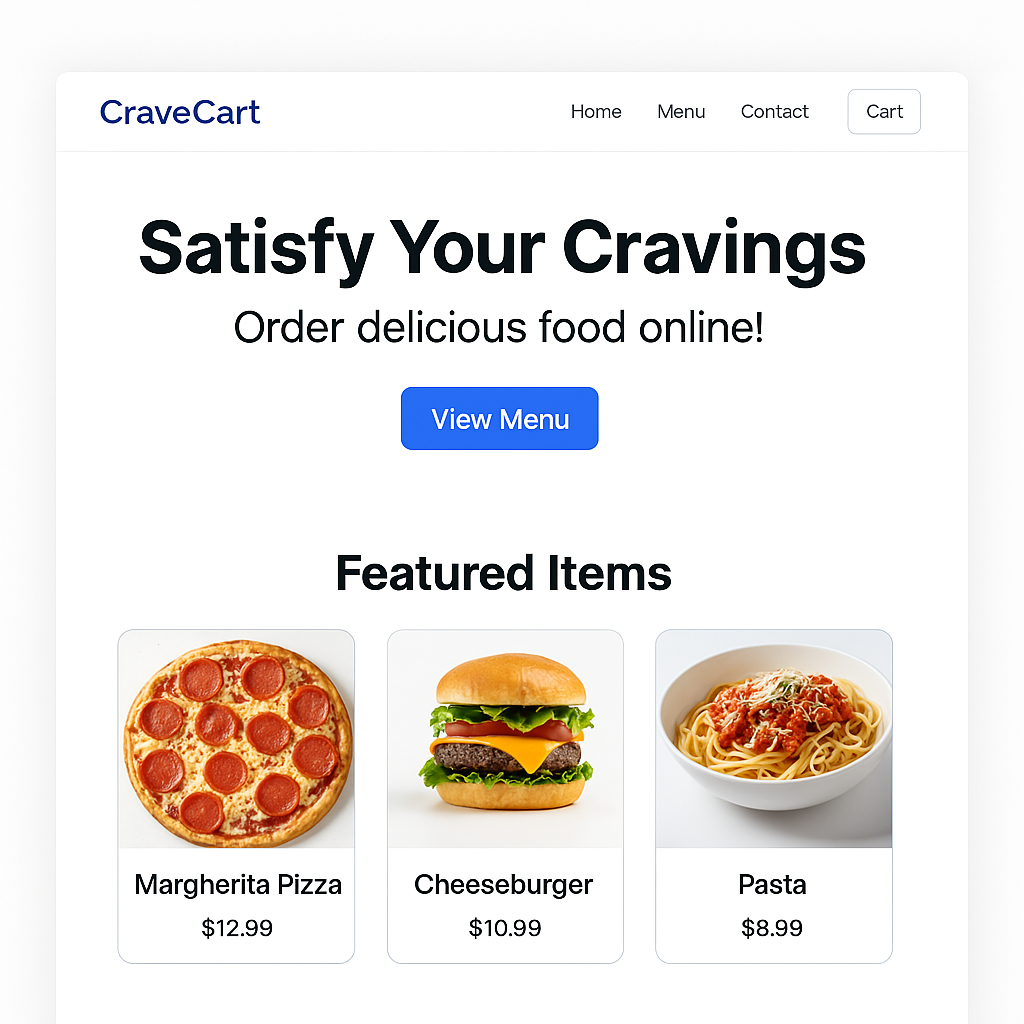 CraveCart
Home Menu Contact Cart
Satisfy Your Cravings
Order delicious food online!
View Menu
Featured Items
Margherita Pizza
$12.99
Cheeseburger
$10.99
Pasta
$8.99